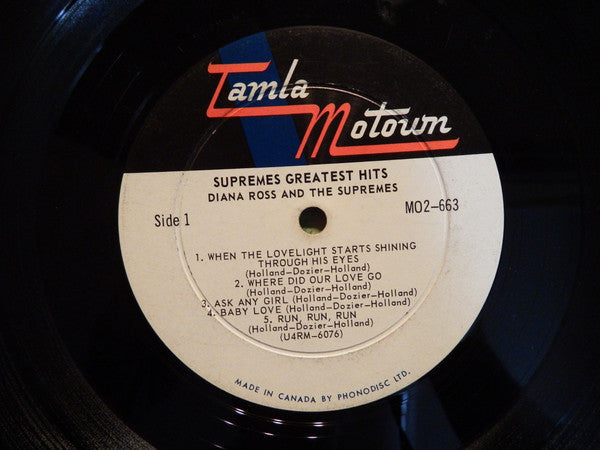 Tamla
Motown
SUPREMES GREATEST HITS
DIANA ROSS AND THE SUPREMES
Side 1
MO2-663
1. WHEN THE LOVELIGHT STARTS SHINING
THROUGH HIS EYES
(Holland-Dozier-Holland)
2. WHERE DID OUR LOVE GO
(Holland-Dozier-Holland)
3. ASK ANY GIRL (Holland-Dozier-Holland)
4. BABY LOVE (Holland-Dozier-Holland)
5. RUN, RUN, RUN
(Holland-Dozier-Holland)
(U4RM-6076)
MADE IN CANADA BY PHONODISC LTD.